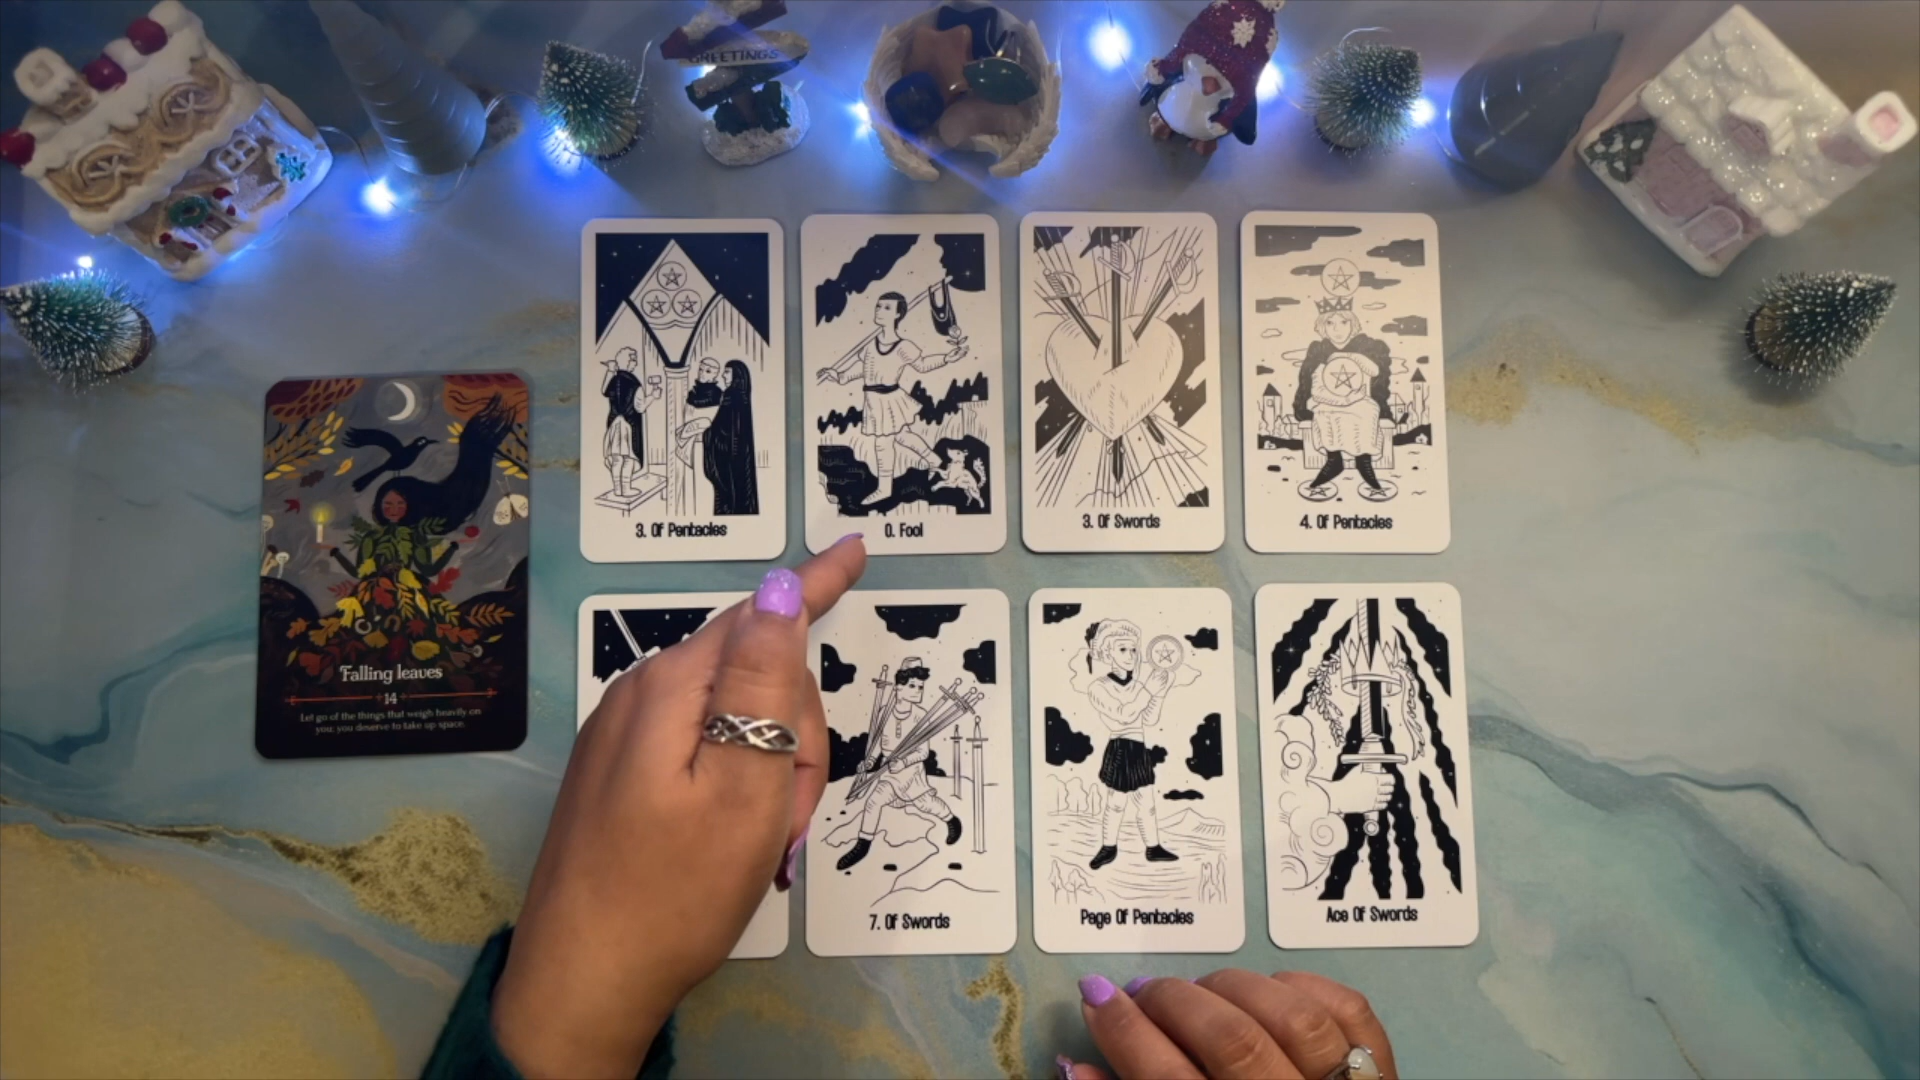 GREETINGS
3. Of Pentacles
0. Fool
3. Of Swords
4. Of Pentacles
Falling leaves
14
Let go of the things that weigh heavily on
you; you deserve to take up space.
7. Of Swords
Page Of Pentacles
Ace Of Swords